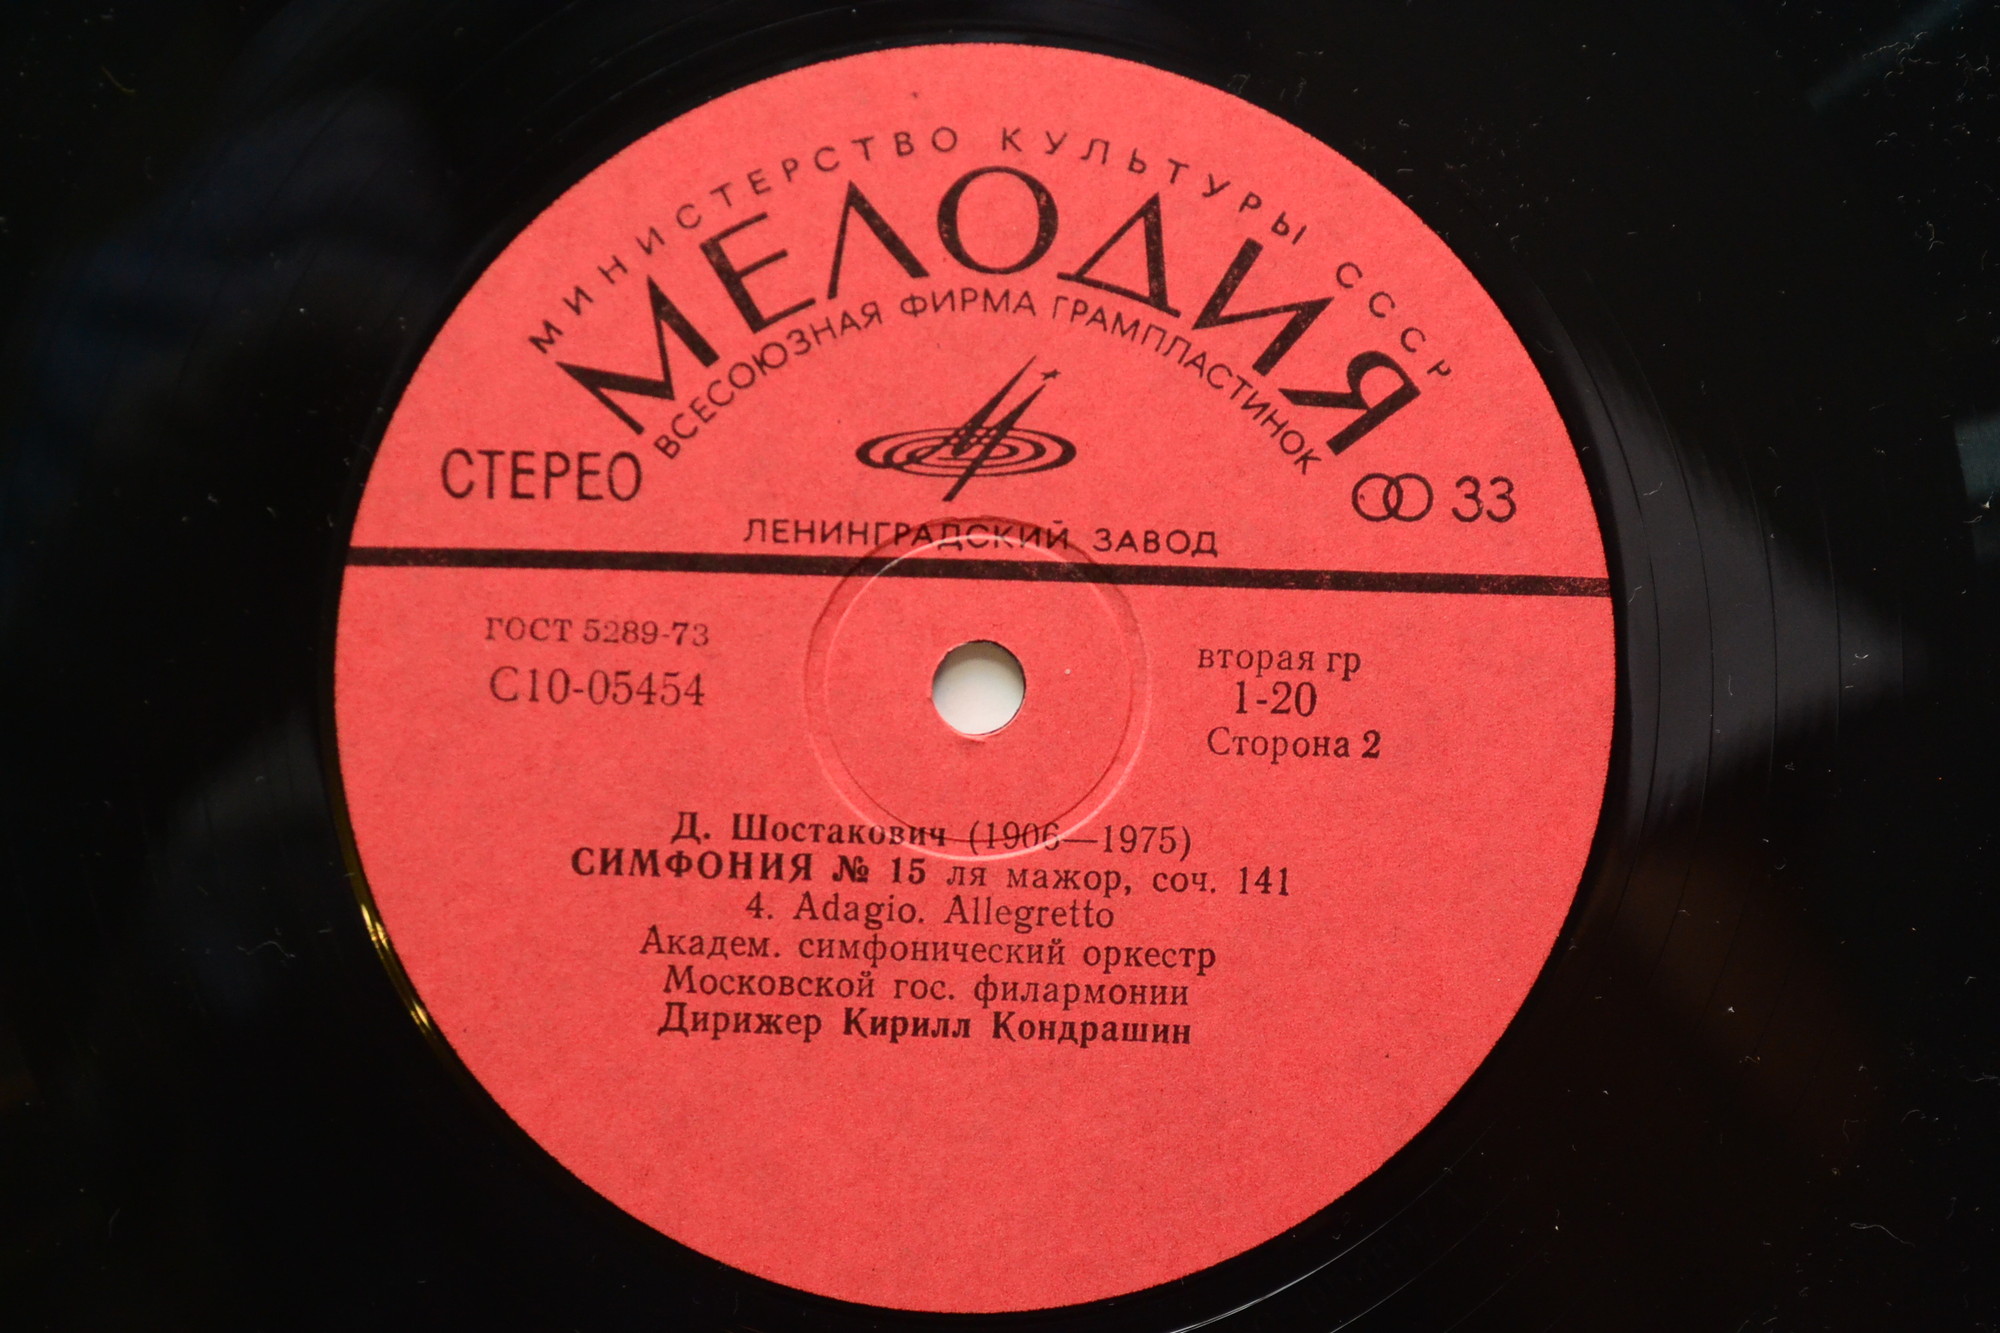 МИНИСТЕРСТВО КУЛЬТУРЫ СССР
МЕЛОДИЯ
ВСЕСОЮЗНАЯ ФИРМА ГРАМПЛАСТИНОК
СТЕРЕО
33
ЛЕНИНГРАДСКИЙ ЗАВОД
ГОСТ 5289-73
С10-05454
вторая гр
1-20
Сторона 2
Д. Шостакович (1906—1975)
СИМФОНИЯ № 15 ля мажор, соч. 141
4. Adagio. Allegretto
Академ. симфонический оркестр
Московской гос. филармонии
Дирижер Кирилл Кондрашин